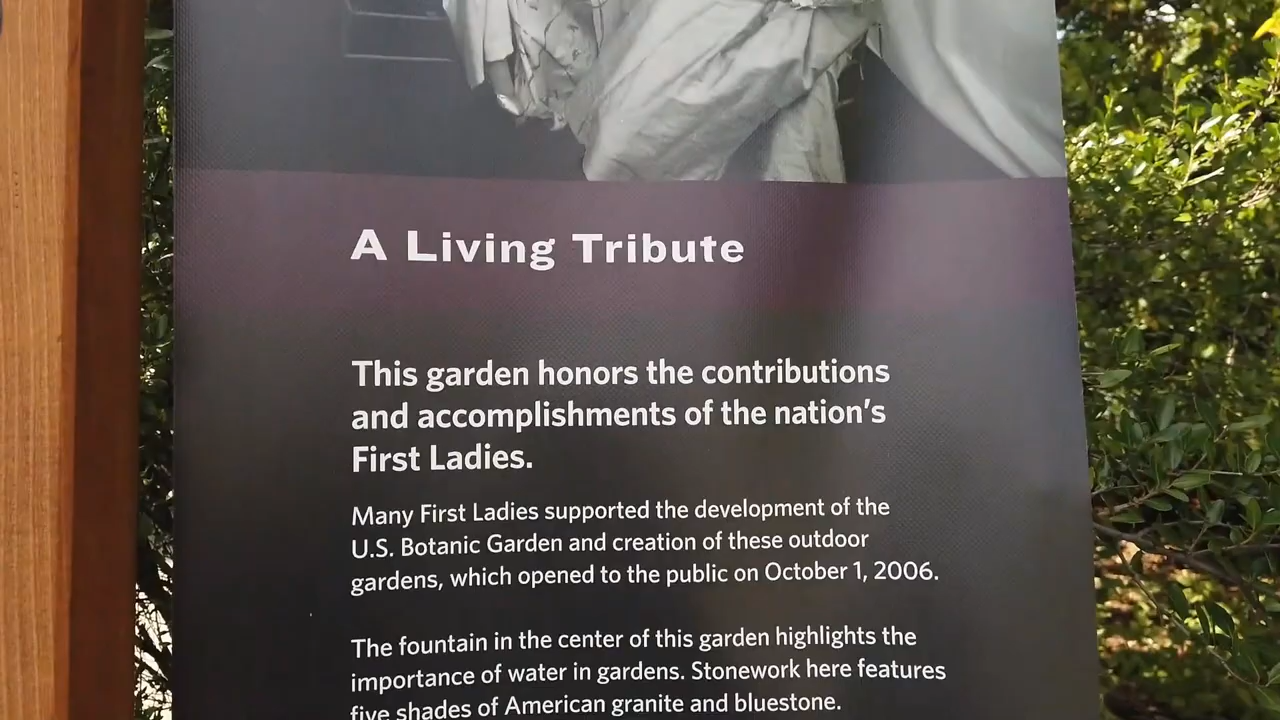 A Living Tribute
This garden honors the contributions
and accomplishments of the nation's
First Ladies.
Many First Ladies supported the development of the
U.S. Botanic Garden and creation of these outdoor
gardens, which opened to the public on October 1, 2006.
The fountain in the center of this garden highlights the
importance of water in gardens. Stonework here features
five shades of American granite and bluestone.